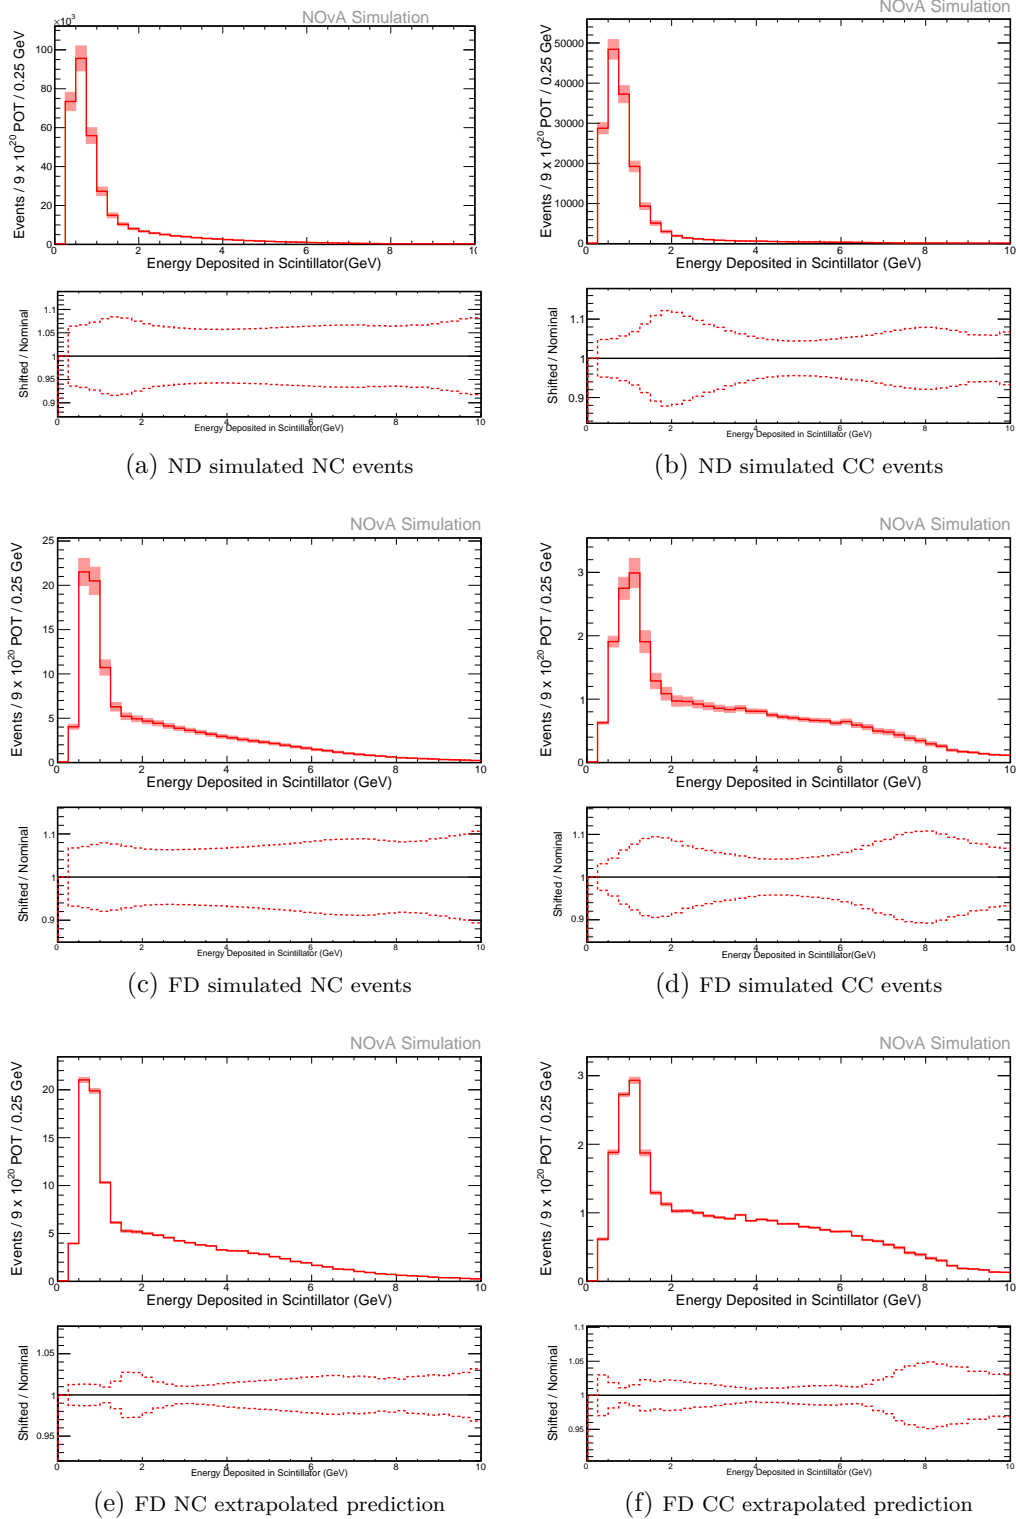 NOvA Simulation
×10³
Events / 9 x 10²⁰ POT / 0.25 GeV
100
80
60
40
20
0
0 2 4 6 8 10
Energy Deposited in Scintillator(GeV)
Shifted / Nominal
1.1
1.05
1
0.95
0.9
0 2 4 6 8 10
Energy Deposited in Scintillator(GeV)
(a) ND simulated NC events
NOvA Simulation
Events / 9 x 10²⁰ POT / 0.25 GeV
50000
40000
30000
20000
10000
0
0 2 4 6 8 10
Energy Deposited in Scintillator (GeV)
Shifted / Nominal
1.1
1
0.9
0 2 4 6 8 10
Energy Deposited in Scintillator (GeV)
(b) ND simulated CC events
NOvA Simulation
Events / 9 x 10²⁰ POT / 0.25 GeV
25
20
15
10
5
0
0 2 4 6 8 10
Energy Deposited in Scintillator (GeV)
Shifted / Nominal
1.1
1
0.9
0 2 4 6 8 10
Energy Deposited in Scintillator(GeV)
(c) FD simulated NC events
NOvA Simulation
Events / 9 x 10²⁰ POT / 0.25 GeV
3
2
1
0
0 2 4 6 8 10
Energy Deposited in Scintillator (GeV)
Shifted / Nominal
1.1
1
0.9
0 2 4 6 8 10
Energy Deposited in Scintillator(GeV)
(d) FD simulated CC events
NOvA Simulation
Events / 9 x 10²⁰ POT / 0.25 GeV
20
15
10
5
0
0 2 4 6 8 10
Energy Deposited in Scintillator (GeV)
Shifted / Nominal
1.05
1
0.95
0 2 4 6 8 10
Energy Deposited in Scintillator (GeV)
(e) FD NC extrapolated prediction
NOvA Simulation
Events / 9 x 10²⁰ POT / 0.25 GeV
3
2
1
0
0 2 4 6 8 10
Energy Deposited in Scintillator (GeV)
Shifted / Nominal
1.1
1.05
1
0.95
0 2 4 6 8 10
Energy Deposited in Scintillator (GeV)
(f) FD CC extrapolated prediction